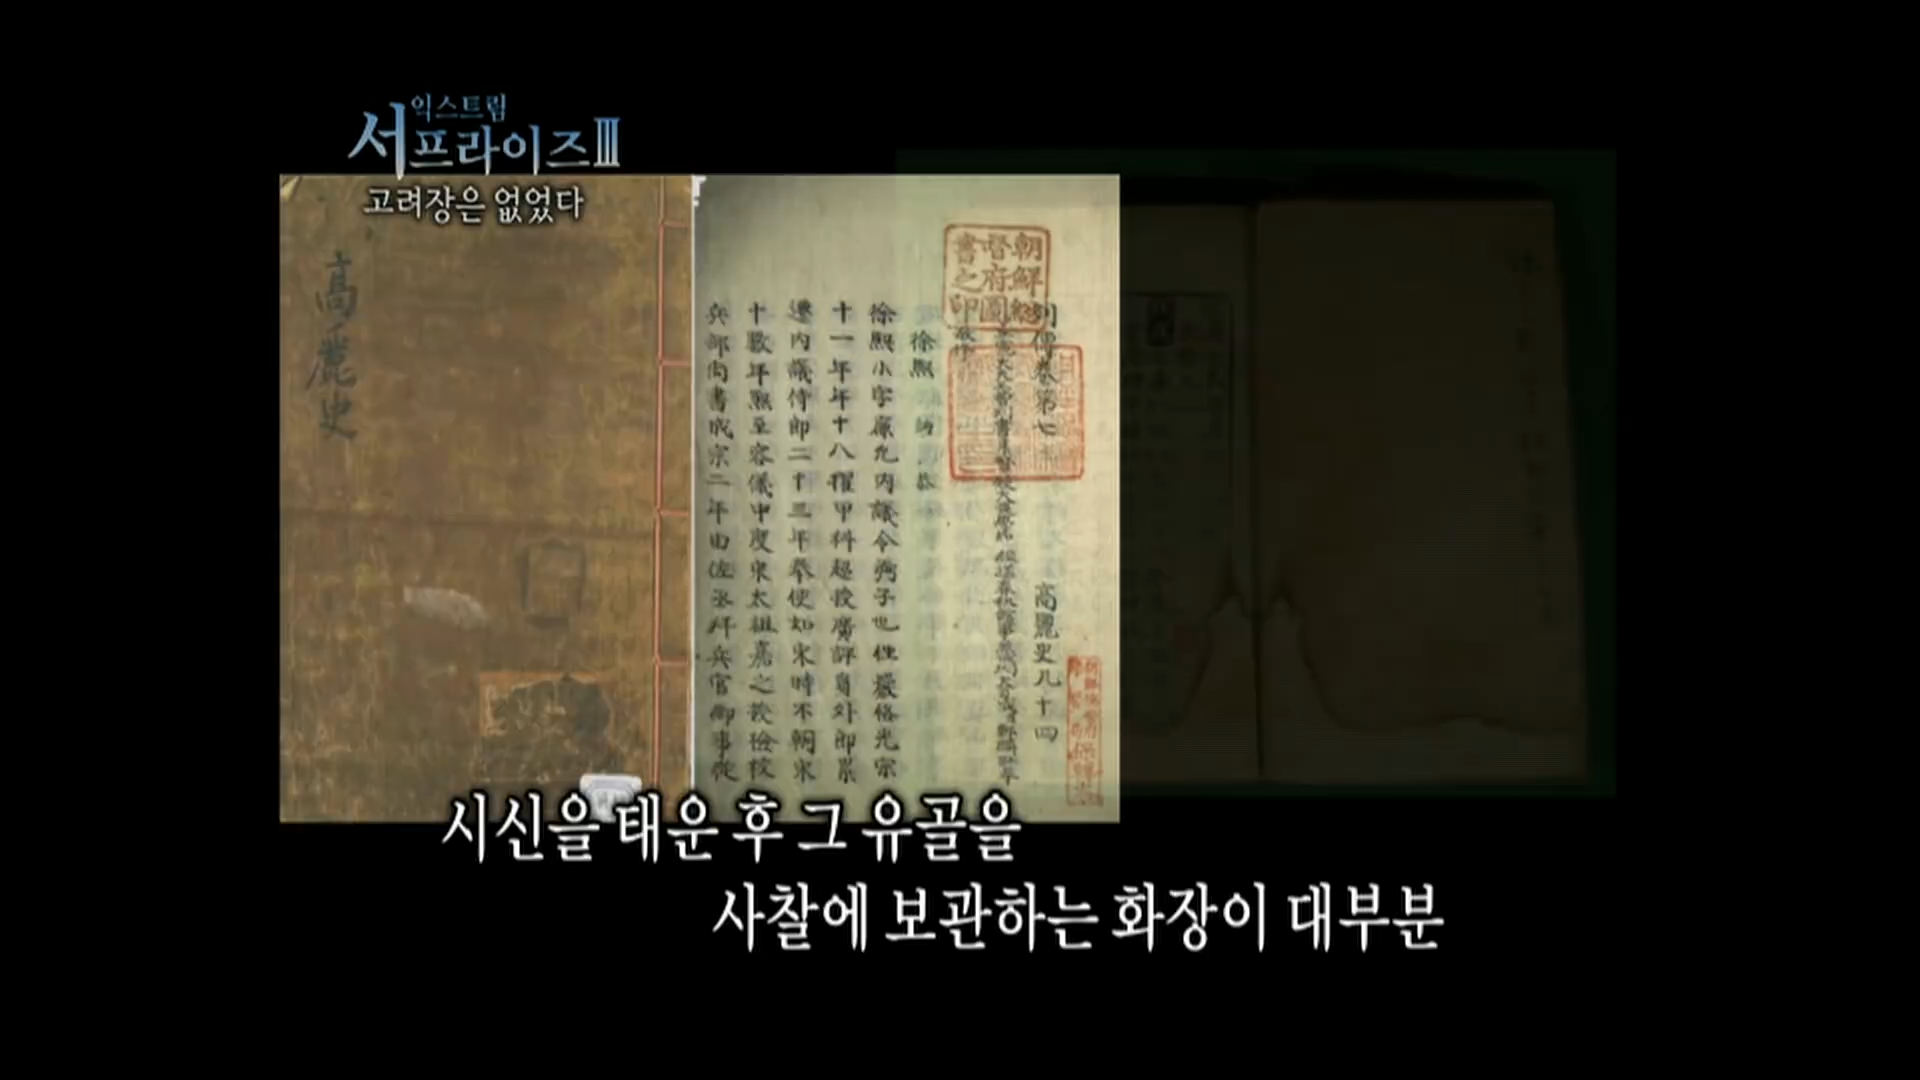 익스트림
서프라이즈Ⅲ
고려장은 없었다
高麗史
朝鮮總
督府圖
書之印
列傳卷第七 高麗史九十四
徐熙
徐熙小字廉允內議令弼子也性嚴恪光宗
十一年年十八擢甲科超授廣評員外郞累
遷內議侍郞二十三年奉使如宋時不朝宋
十數年熙至容儀中度宋太祖嘉之授檢校
兵部尙書成宗二年由佐丞拜兵官御事從
시신을 태운 후 그 유골을
사찰에 보관하는 화장이 대부분